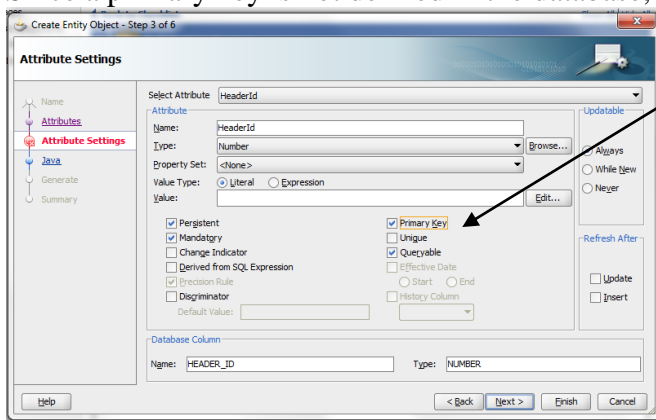 Create Entity Object - Step 3 of 6
Attribute Settings
Name
Attributes
Attribute Settings
Java
Generate
Summary
Select Attribute HeaderId
Attribute
Name: HeaderId
Type: Number Browse...
Property Set: <None>
Value Type: Literal Expression
Value: Edit...
Persistent Primary Key
Mandatory Unique
Change Indicator Queryable
Derived from SQL Expression Effective Date
Precision Rule Start End
Discriminator History Column
Default Value:
Updatable
Always
While New
Never
Refresh After
Update
Insert
Database Column
Name: HEADER_ID Type: NUMBER
Help < Back Next > Finish Cancel